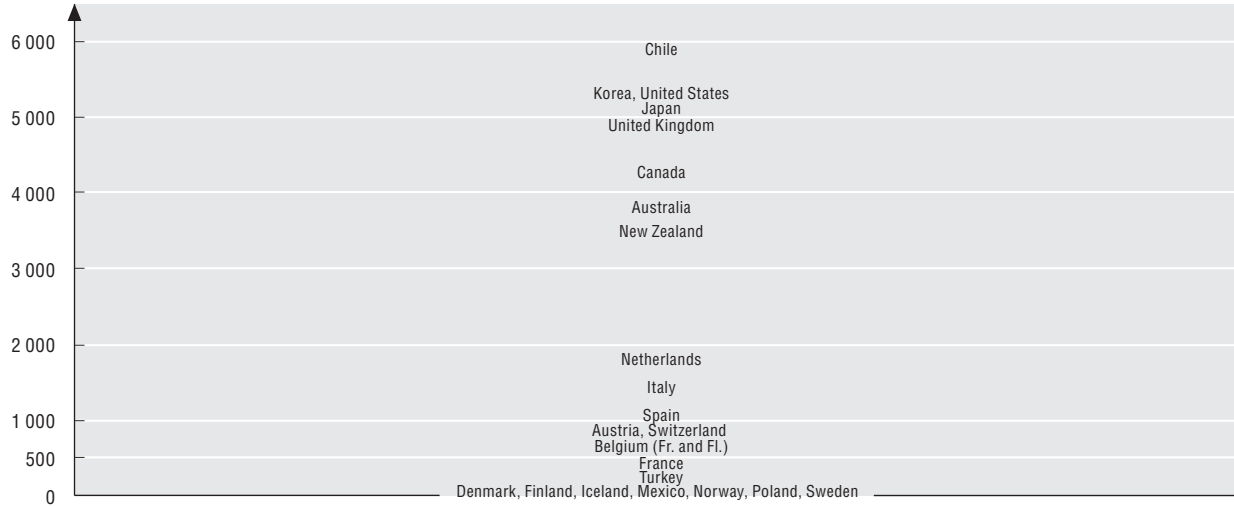 6 000
Chile
Korea, United States
Japan
5 000
United Kingdom
Canada
4 000
Australia
New Zealand
3 000
2 000
Netherlands
Italy
Spain
1 000
Austria, Switzerland
Belgium (Fr. and Fl.)
500
France
Turkey
0
Denmark, Finland, Iceland, Mexico, Norway, Poland, Sweden